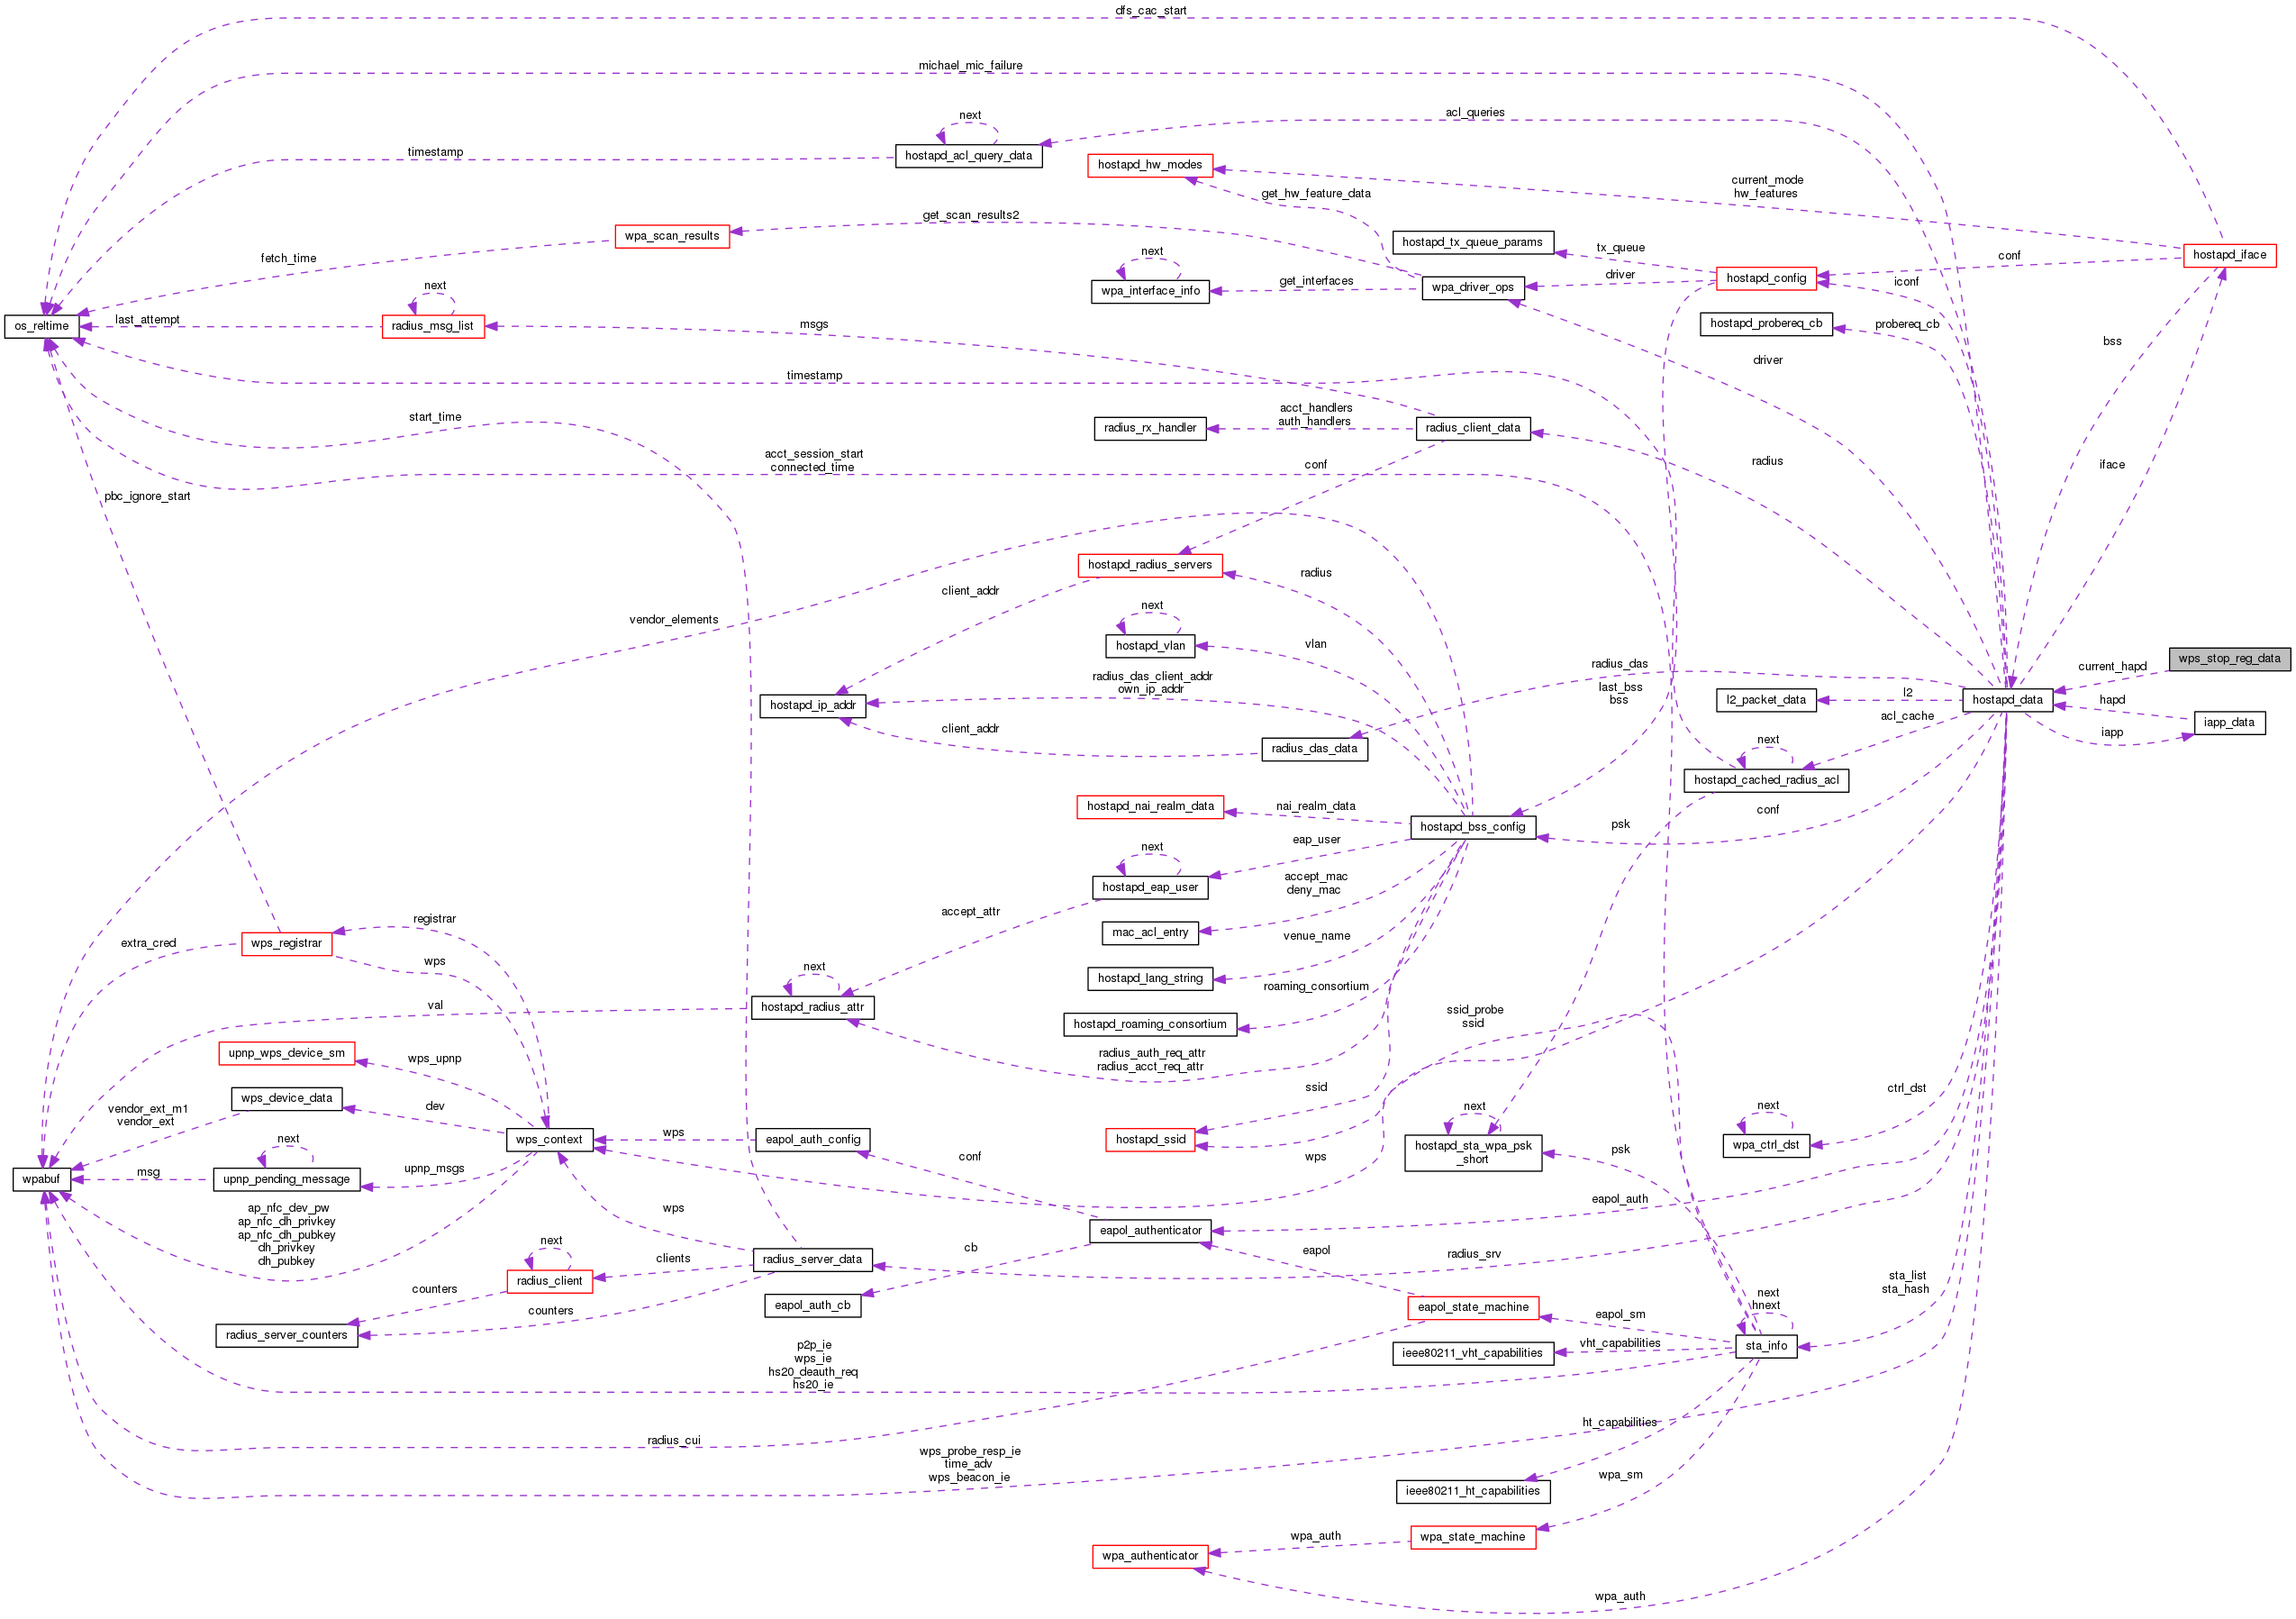 dfs_cac_start
michael_mic_failure
acl_queries
next
hostapd_acl_query_data
timestamp
hostapd_hw_modes
current_mode
hw_features
get_hw_feature_data
get_scan_results2
wpa_scan_results
hostapd_tx_queue_params
tx_queue
hostapd_iface
fetch_time
next
conf
driver
hostapd_config
iconf
get_interfaces
wpa_interface_info
wpa_driver_ops
next
last_attempt
os_reltime
radius_msg_list
msgs
hostapd_probereq_cb
probereq_cb
bss
driver
timestamp
start_time
acct_handlers
auth_handlers
radius_rx_handler
radius_client_data
acct_session_start
connected_time
conf
radius
iface
pbc_ignore_start
hostapd_radius_servers
radius
client_addr
next
vendor_elements
hostapd_vlan
vlan
wps_stop_reg_data
radius_das
current_hapd
radius_das_client_addr
own_ip_addr
last_bss
bss
hostapd_ip_addr
l2_packet_data
l2
hostapd_data
hapd
iapp_data
client_addr
radius_das_data
acl_cache
iapp
next
hostapd_cached_radius_acl
hostapd_nai_realm_data
nai_realm_data
conf
hostapd_bss_config
psk
eap_user
next
hostapd_eap_user
accept_mac
deny_mac
accept_attr
registrar
mac_acl_entry
wps_registrar
extra_cred
venue_name
wps
next
hostapd_lang_string
roaming_consortium
val
hostapd_radius_attr
hostapd_roaming_consortium
ssid_probe
ssid
upnp_wps_device_sm
wps_upnp
radius_auth_req_attr
radius_acct_req_attr
ssid
ctrl_dst
wps_device_data
dev
vendor_ext_m1
vendor_ext
next
next
wps_context
wps
eapol_auth_config
hostapd_ssid
hostapd_sta_wpa_psk
_short
wpa_ctrl_dst
next
psk
conf
wps
wpabuf
msg
upnp_pending_message
upnp_msgs
eapol_auth
ap_nfc_dev_pw
ap_nfc_dh_privkey
ap_nfc_dh_pubkey
dh_privkey
dh_pubkey
wps
eapol_authenticator
next
cb
eapol
radius_srv
clients
radius_server_data
radius_client
sta_list
sta_hash
counters
counters
eapol_auth_cb
eapol_state_machine
eapol_sm
next
hnext
radius_server_counters
p2p_ie
wps_ie
hs20_deauth_req
hs20_ie
ieee80211_vht_capabilities
vht_capabilities
sta_info
radius_cui
ht_capabilities
wps_probe_resp_ie
time_adv
wps_beacon_ie
wpa_sm
ieee80211_ht_capabilities
wpa_auth
wpa_state_machine
wpa_authenticator
wpa_auth